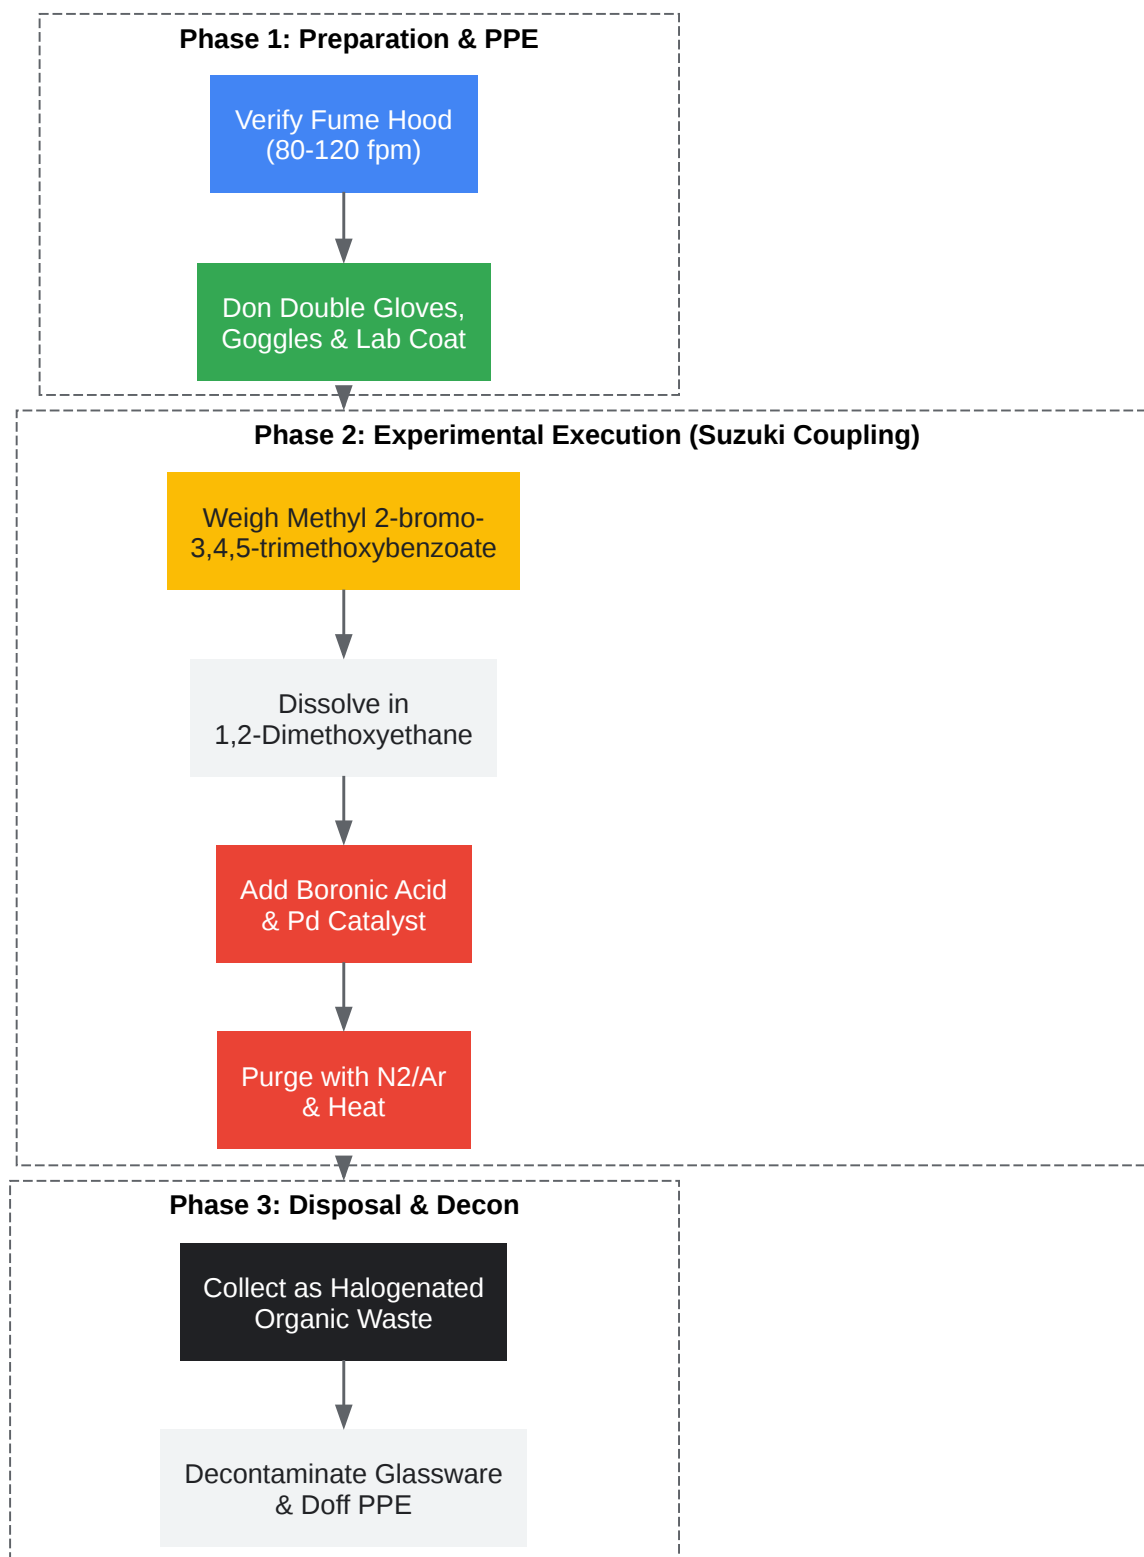 Phase 1: Preparation & PPE
Verify Fume Hood
(80-120 fpm)
Don Double Gloves,
Goggles & Lab Coat
Phase 2: Experimental Execution (Suzuki Coupling)
Weigh Methyl 2-bromo-
3,4,5-trimethoxybenzoate
Dissolve in
1,2-Dimethoxyethane
Add Boronic Acid
& Pd Catalyst
Purge with N2/Ar
& Heat
Phase 3: Disposal & Decon
Collect as Halogenated
Organic Waste
Decontaminate Glassware
& Doff PPE